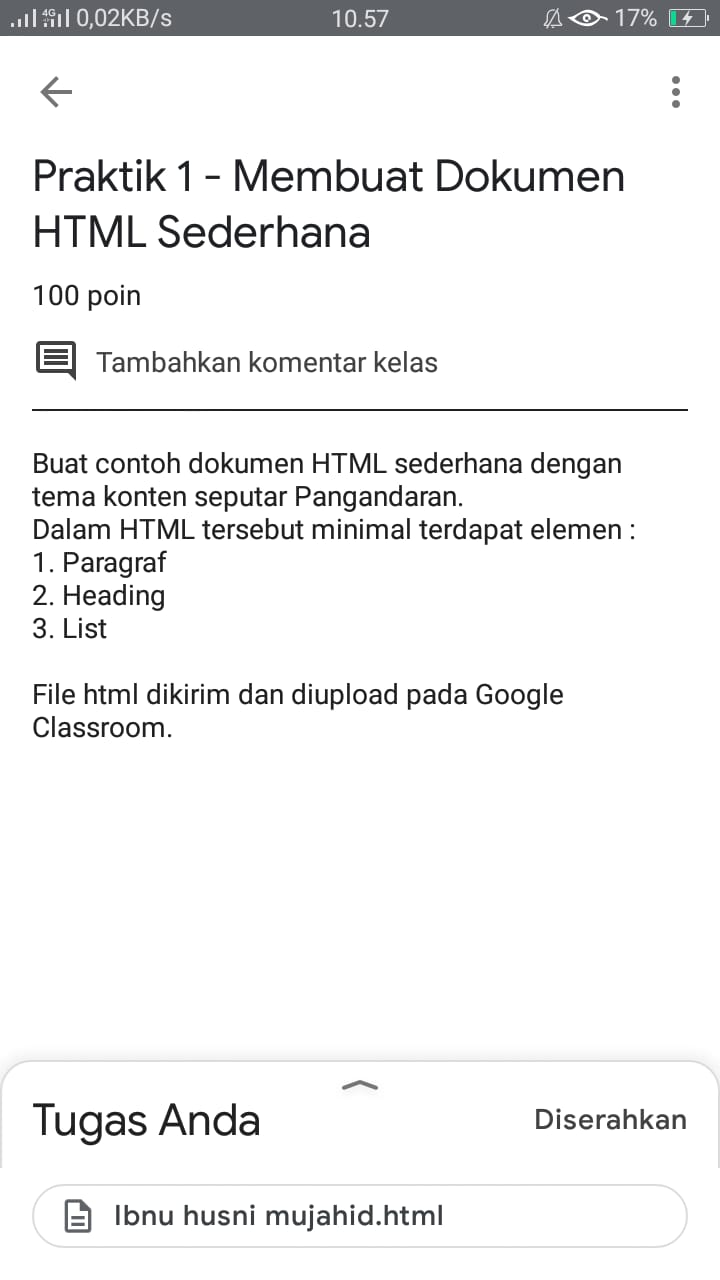 4G 0,02KB/s 10.57 17%
Praktik 1 - Membuat Dokumen
HTML Sederhana
100 poin
Tambahkan komentar kelas
Buat contoh dokumen HTML sederhana dengan
tema konten seputar Pangandaran.
Dalam HTML tersebut minimal terdapat elemen :
1. Paragraf
2. Heading
3. List
File html dikirim dan diupload pada Google
Classroom.
Tugas Anda Diserahkan
Ibnu husni mujahid.html